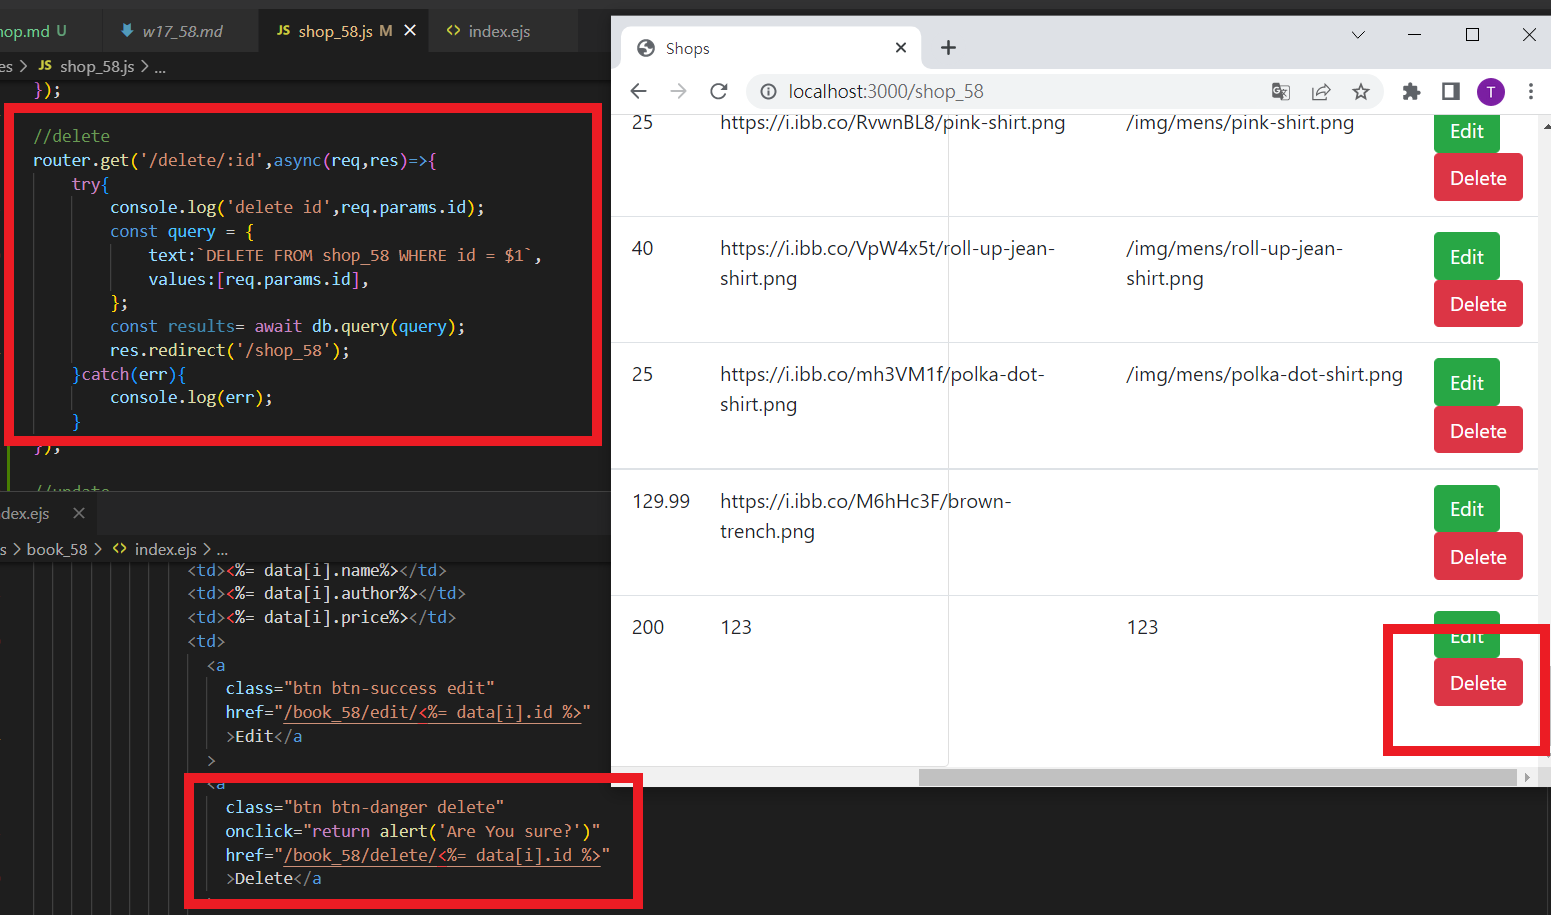 hop.md U
w17_58.md
JS shop_58.js M
index.ejs
es > JS shop_58.js > ...
});
//delete
router.get('/delete/:id',async(req,res)=>{
try{
console.log('delete id',req.params.id);
const query = {
text:`DELETE FROM shop_58 WHERE id = $1`,
values:[req.params.id],
};
const results= await db.query(query);
res.redirect('/shop_58');
}catch(err){
console.log(err);
}
});
//update
dex.ejs
s > book_58 > <> index.ejs > ...
<td><%= data[i].name%></td>
<td><%= data[i].author%></td>
<td><%= data[i].price%></td>
<td>
<a
class="btn btn-success edit"
href="/book_58/edit/<%= data[i].id %>"
>Edit</a
>
<a
class="btn btn-danger delete"
onclick="return alert('Are You sure?')"
href="/book_58/delete/<%= data[i].id %>"
>Delete</a
Shops
localhost:3000/shop_58
T
25 https://i.ibb.co/RvwnBL8/pink-shirt.png /img/mens/pink-shirt.png Edit
Delete
40 https://i.ibb.co/VpW4x5t/roll-up-jean- /img/mens/roll-up-jean- Edit
shirt.png shirt.png
Delete
25 https://i.ibb.co/mh3VM1f/polka-dot- /img/mens/polka-dot-shirt.png Edit
shirt.png
Delete
129.99 https://i.ibb.co/M6hHc3F/brown- Edit
trench.png
Delete
200 123 123 Edit
Delete